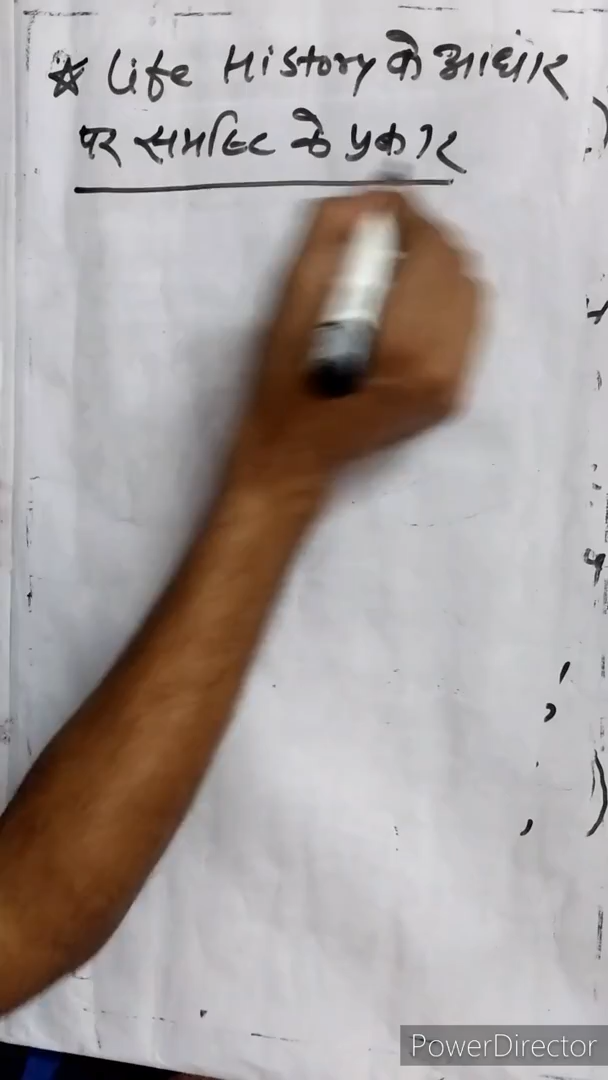 ☆ Life History के आधार
पर समष्टि के प्रकार
PowerDirector